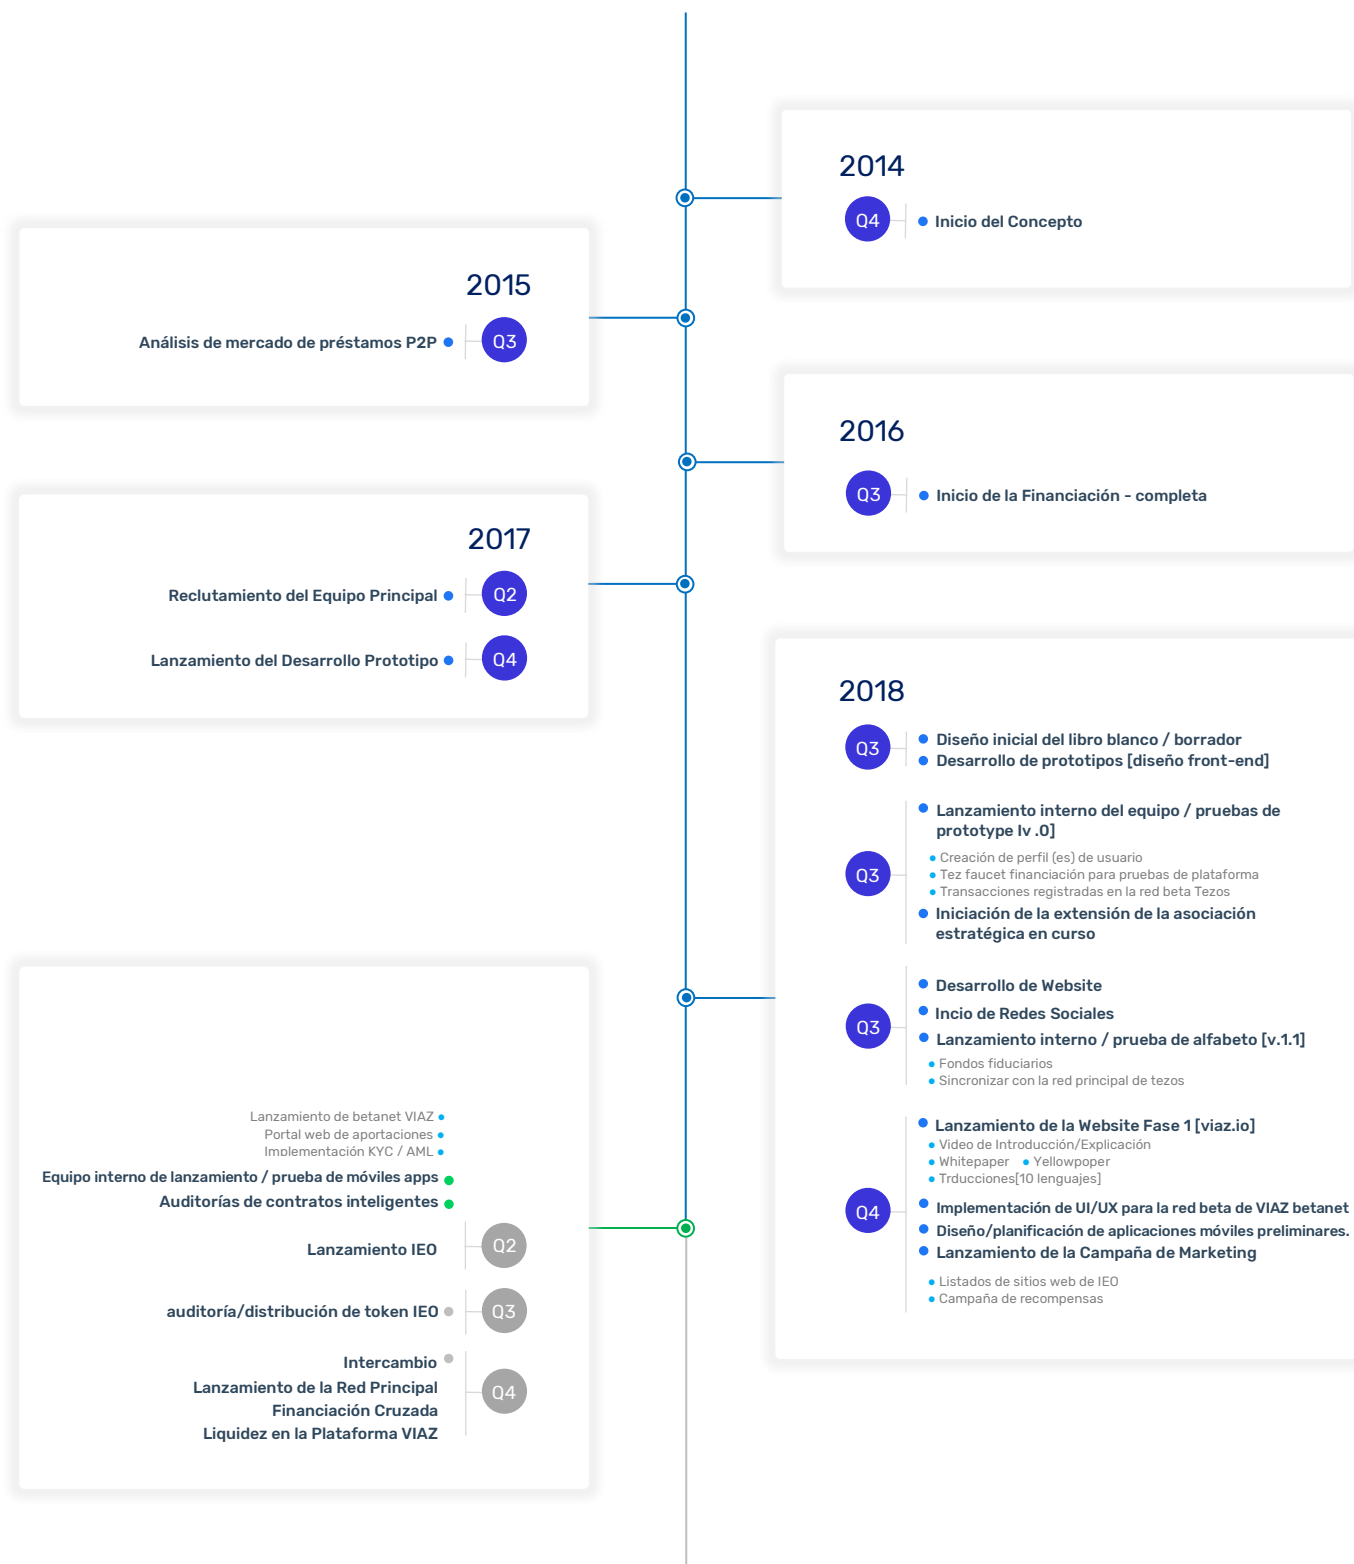 2014
Q4
Inicio del Concepto
2015
Análisis de mercado de préstamos P2P
Q3
2016
Q3
Inicio de la Financiación - completa
2017
Reclutamiento del Equipo Principal
Q2
Lanzamiento del Desarrollo Prototipo
Q4
2018
Q3
Diseño inicial del libro blanco / borrador
Desarrollo de prototipos [diseño front-end]
Q3
Lanzamiento interno del equipo / pruebas de
prototype lv .0]
Creación de perfil (es) de usuario
Tez faucet financiación para pruebas de plataforma
Transacciones registradas en la red beta Tezos
Iniciación de la extensión de la asociación
estratégica en curso
Q3
Desarrollo de Website
Incio de Redes Sociales
Lanzamiento interno / prueba de alfabeto [v.1.1]
Fondos fiduciarios
Sincronizar con la red principal de tezos
Q4
Lanzamiento de la Website Fase 1 [viaz.io]
Video de Introducción/Explicación
Whitepaper Yellowpoper
Trducciones[10 lenguajes]
Implementación de UI/UX para la red beta de VIAZ betanet
Diseño/planificación de aplicaciones móviles preliminares.
Lanzamiento de la Campaña de Marketing
Listados de sitios web de IEO
Campaña de recompensas
Lanzamiento de betanet VIAZ
Portal web de aportaciones
Implementación KYC / AML
Equipo interno de lanzamiento / prueba de móviles apps
Auditorías de contratos inteligentes
Lanzamiento IEO
Q2
auditoría/distribución de token IEO
Q3
Intercambio
Lanzamiento de la Red Principal
Financiación Cruzada
Liquidez en la Plataforma VIAZ
Q4